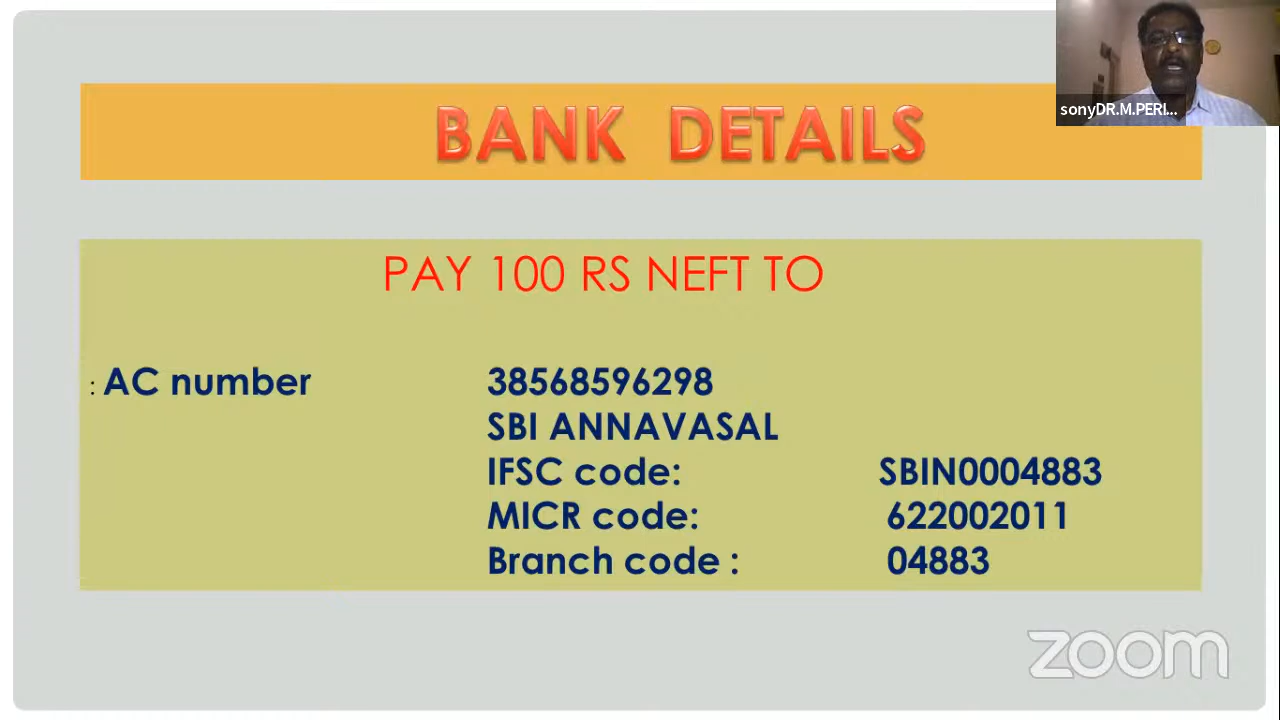 sonyDR.M.PERI...
BANK DETAILS
PAY 100 RS NEFT TO
: AC number 38568596298
SBI ANNAVASAL
IFSC code: SBIN0004883
MICR code: 622002011
Branch code : 04883
zoom